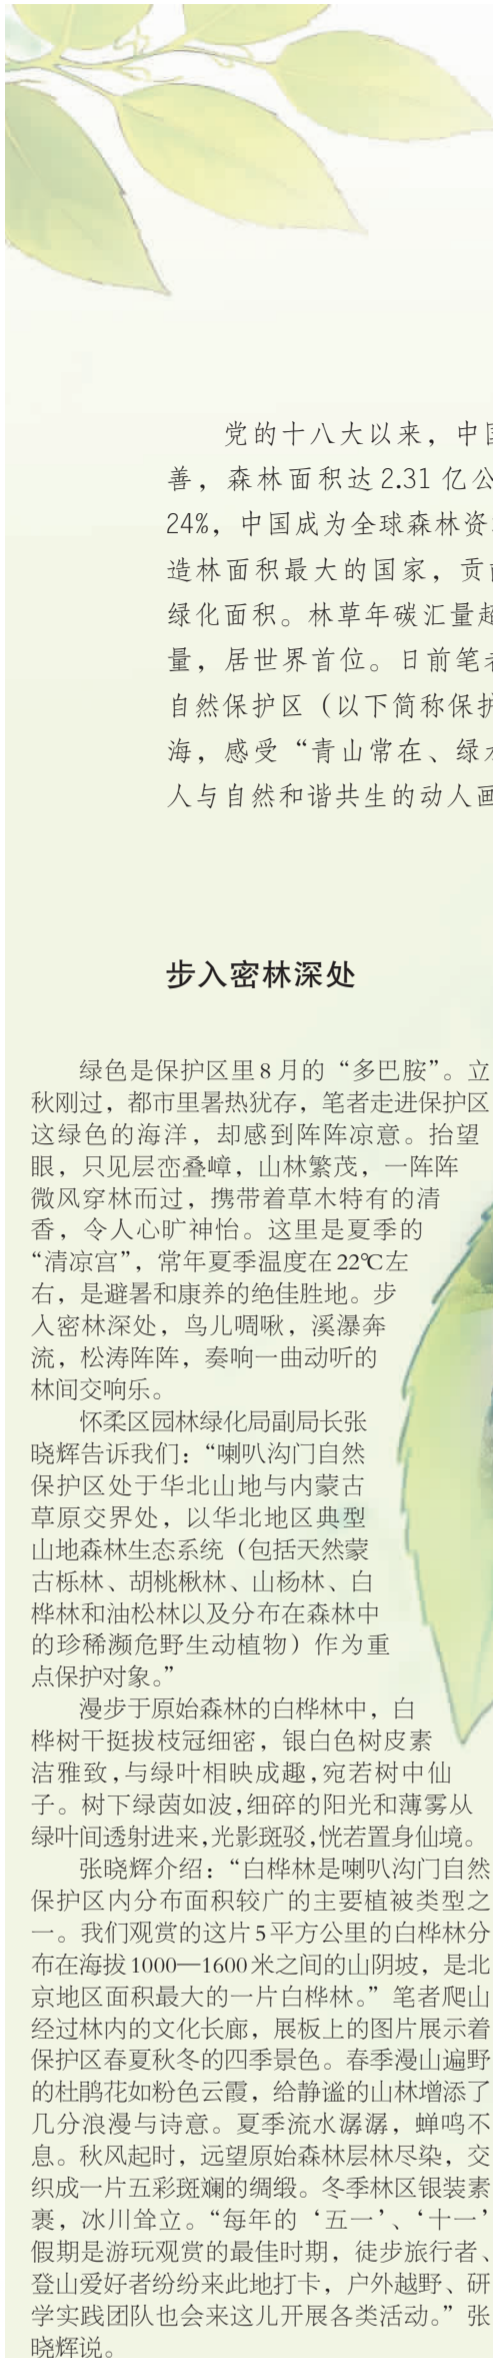 党的十八大以来，中国
善，森林面积达2.31亿公
24%，中国成为全球森林资
造林面积最大的国家，贡
绿化面积。林草年碳汇量超
量，居世界首位。日前笔者
自然保护区（以下简称保护
海，感受“青山常在、绿水
人与自然和谐共生的动人画
步入密林深处
绿色是保护区里8月的“多巴胺”。立
秋刚过，都市里暑热犹存，笔者走进保护区
这绿色的海洋，却感到阵阵凉意。抬望
眼，只见层峦叠嶂，山林繁茂，一阵阵
微风穿林而过，携带着草木特有的清
香，令人心旷神怡。这里是夏季的
“清凉宫”，常年夏季温度在22℃左
右，是避暑和康养的绝佳胜地。步
入密林深处，鸟儿啁啾，溪瀑奔
流，松涛阵阵，奏响一曲动听的
林间交响乐。
怀柔区园林绿化局副局长张
晓辉告诉我们：“喇叭沟门自然
保护区处于华北山地与内蒙古
草原交界处，以华北地区典型
山地森林生态系统（包括天然蒙
古栎林、胡桃楸林、山杨林、白
桦林和油松林以及分布在森林中
的珍稀濒危野生动植物）作为重
点保护对象。”
漫步于原始森林的白桦林中，白
桦树干挺拔枝冠细密，银白色树皮素
洁雅致，与绿叶相映成趣，宛若树中仙
子。树下绿茵如波，细碎的阳光和薄雾从
绿叶间透射进来，光影斑驳，恍若置身仙境。
张晓辉介绍：“白桦林是喇叭沟门自然
保护区内分布面积较广的主要植被类型之
一。我们观赏的这片5平方公里的白桦林分
布在海拔1000—1600米之间的山阴坡，是北
京地区面积最大的一片白桦林。”笔者爬山
经过林内的文化长廊，展板上的图片展示着
保护区春夏秋冬的四季景色。春季漫山遍野
的杜鹃花如粉色云霞，给静谧的山林增添了
几分浪漫与诗意。夏季流水潺潺，蝉鸣不
息。秋风起时，远望原始森林层林尽染，交
织成一片五彩斑斓的绸缎。冬季林区银装素
裹，冰川耸立。“每年的‘五一’、‘十一’
假期是游玩观赏的最佳时期，徒步旅行者、
登山爱好者纷纷来此地打卡，户外越野、研
学实践团队也会来这儿开展各类活动。”张
晓辉说。